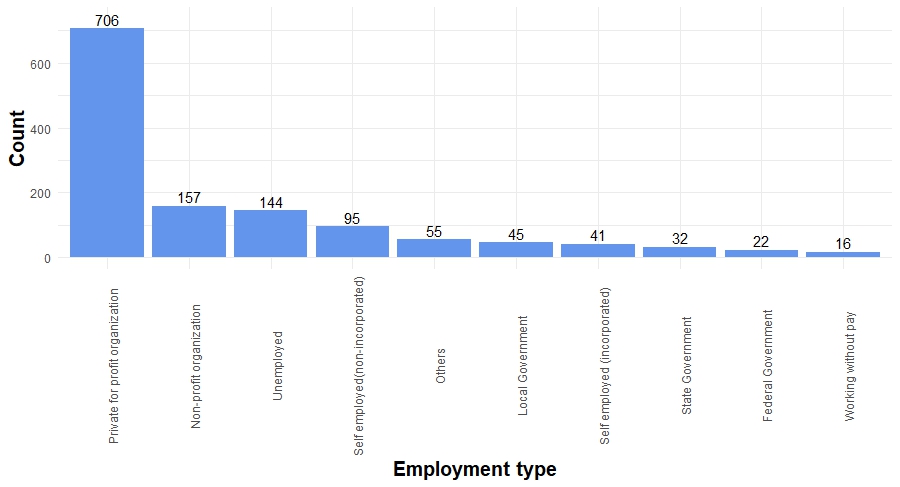 706
157
144
95
55
45
41
32
22
16
600
400
200
0
Count
Private for profit organization
Non-profit organization
Unemployed
Self employed(non-incorporated)
Others
Local Government
Self employed (incorporated)
State Government
Federal Government
Working without pay
Employment type